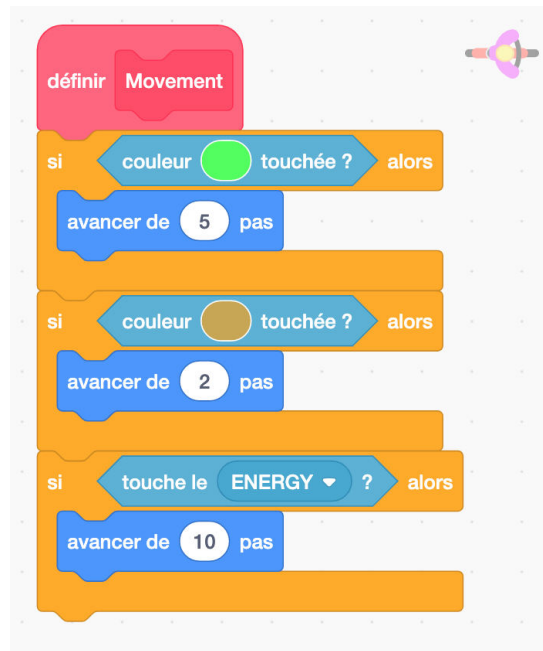 définir Movement
si couleur touchée ? alors
avancer de 5 pas
si couleur touchée ? alors
avancer de 2 pas
si touche le ENERGY ? alors
avancer de 10 pas